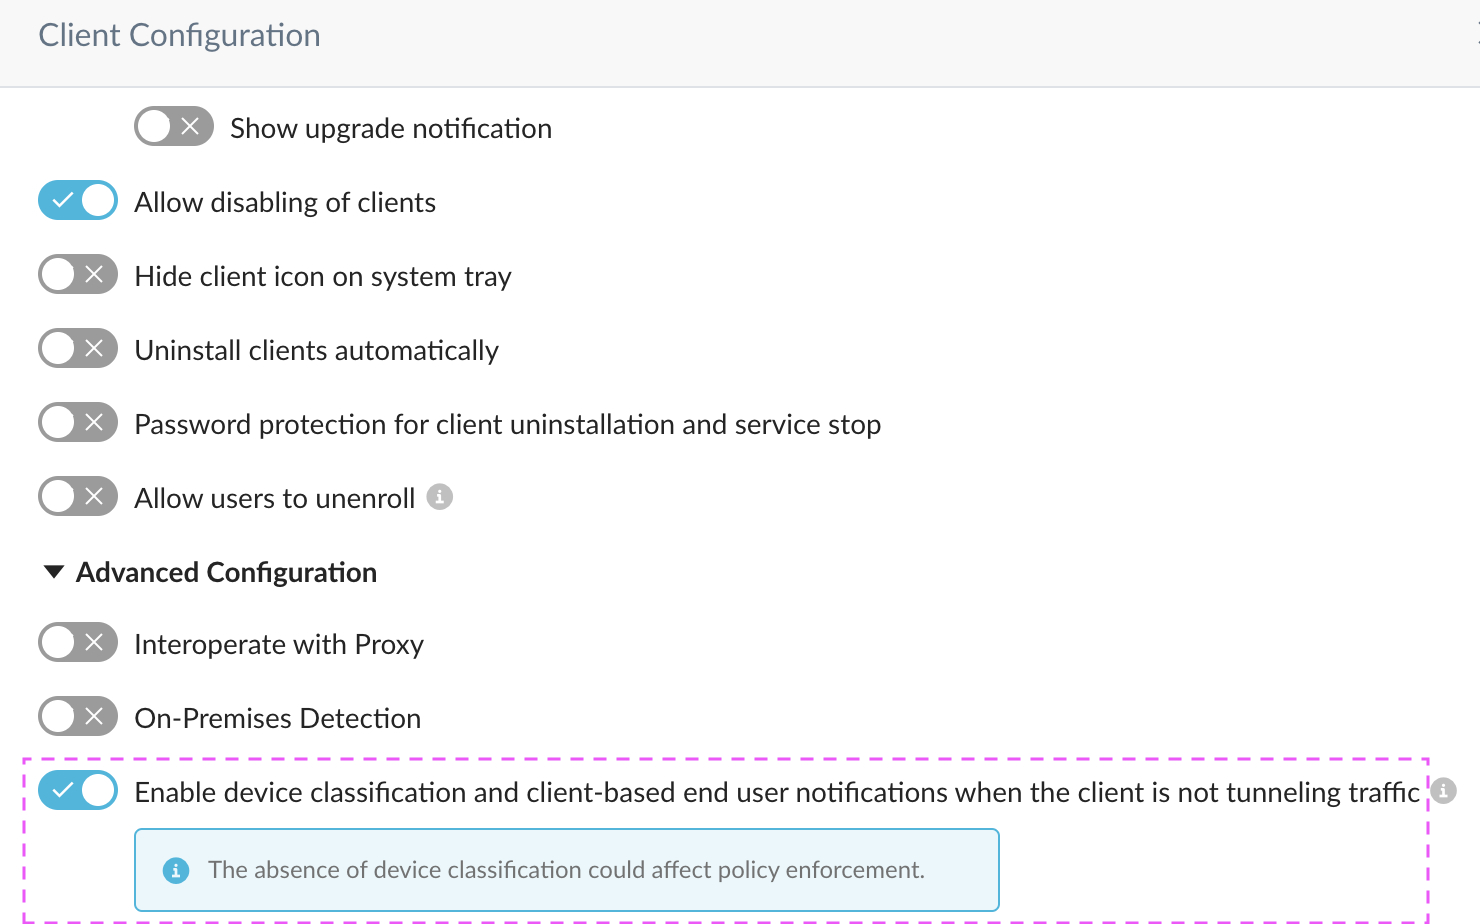 Client Configuration
Show upgrade notification
Allow disabling of clients
Hide client icon on system tray
Uninstall clients automatically
Password protection for client uninstallation and service stop
Allow users to unenroll
Advanced Configuration
Interoperate with Proxy
On-Premises Detection
Enable device classification and client-based end user notifications when the client is not tunneling traffic
The absence of device classification could affect policy enforcement.